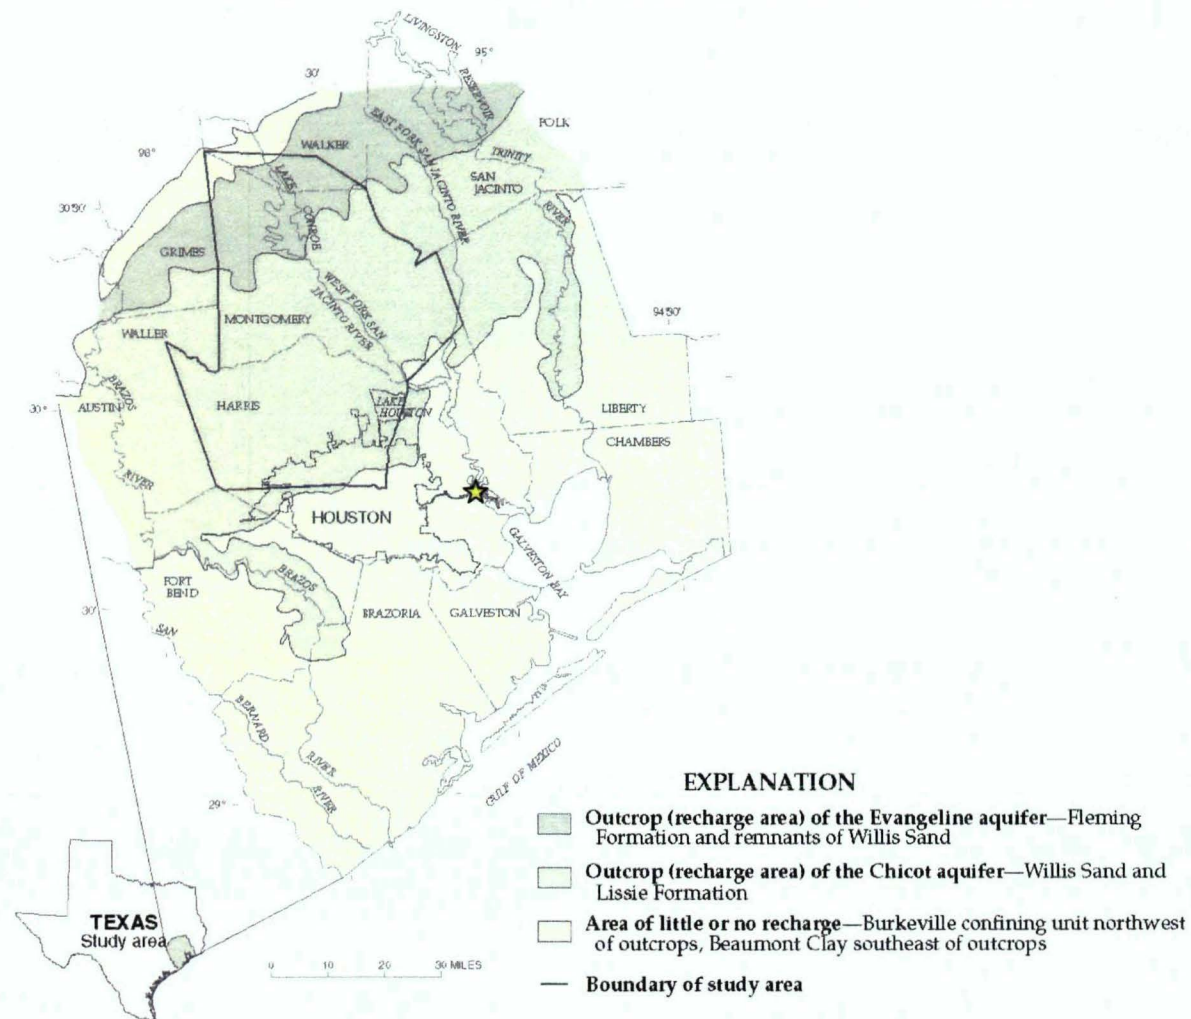 LIVINGSTON
RESERVOIR
95°
30'
POLK
EAST FORK SAN JACINTO RIVER
WALKER
96°
TRINITY
RIVER
SAN
JACINTO
LAKE
CONROE
30°30'
GRIMES
WEST FORK SAN
JACINTO RIVER
94°30'
MONTGOMERY
WALLER
BRAZOS
RIVER
30°
AUSTIN
HARRIS
LAKE
HOUSTON
LIBERTY
CHAMBERS
HOUSTON
GALVESTON BAY
FORT
BEND
BRAZOS
RIVER
30'
BRAZORIA
GALVESTON
SAN
BERNARD
RIVER
GULF OF MEXICO
29°
EXPLANATION
Outcrop (recharge area) of the Evangeline aquifer—Fleming
Formation and remnants of Willis Sand
Outcrop (recharge area) of the Chicot aquifer—Willis Sand and
Lissie Formation
Area of little or no recharge—Burkeville confining unit northwest
of outcrops, Beaumont Clay southeast of outcrops
Boundary of study area
TEXAS
Study area
0 10 20 30 MILES